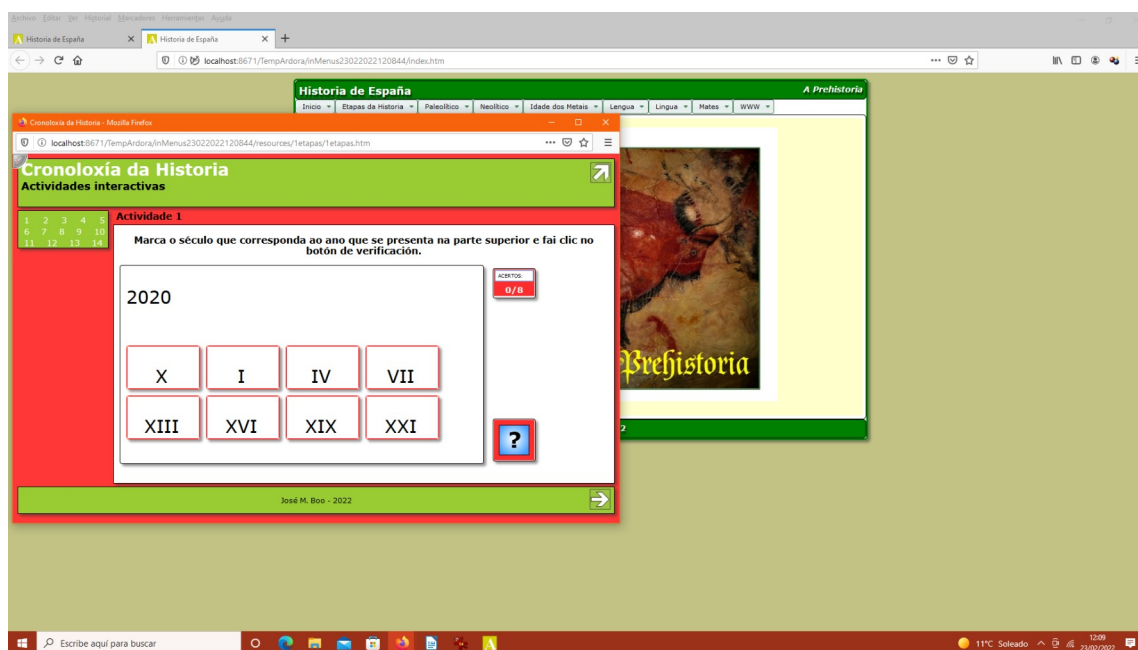 Archivo Editar Ver Historial Marcadores Herramientas Ayuda
Historia de España
Historia de España
localhost:8671/TempArdora/inMenus23022022120844/index.htm
Historia de España
A Prehistoria
Inicio
Etapas da Historia
Paleolítico
Neolítico
Idade dos Metais
Lengua
Lingua
Mates
WWW
Cronoloxía da Historia - Mozilla Firefox
localhost:8671/TempArdora/inMenus23022022120844/resources/1etapas/1etapas.htm
Cronoloxía da Historia
Actividades interactivas
1 2 3 4 5
6 7 8 9 10
11 12 13 14
Actividade 1
Marca o século que corresponda ao ano que se presenta na parte superior e fai clic no
botón de verificación.
ACERTOS:
0/8
2020
X I IV VII
XIII XVI XIX XXI
?
Prehistoria
2
José M. Boo - 2022
Escribe aquí para buscar
11°C Soleado
12:09
23/02/2022